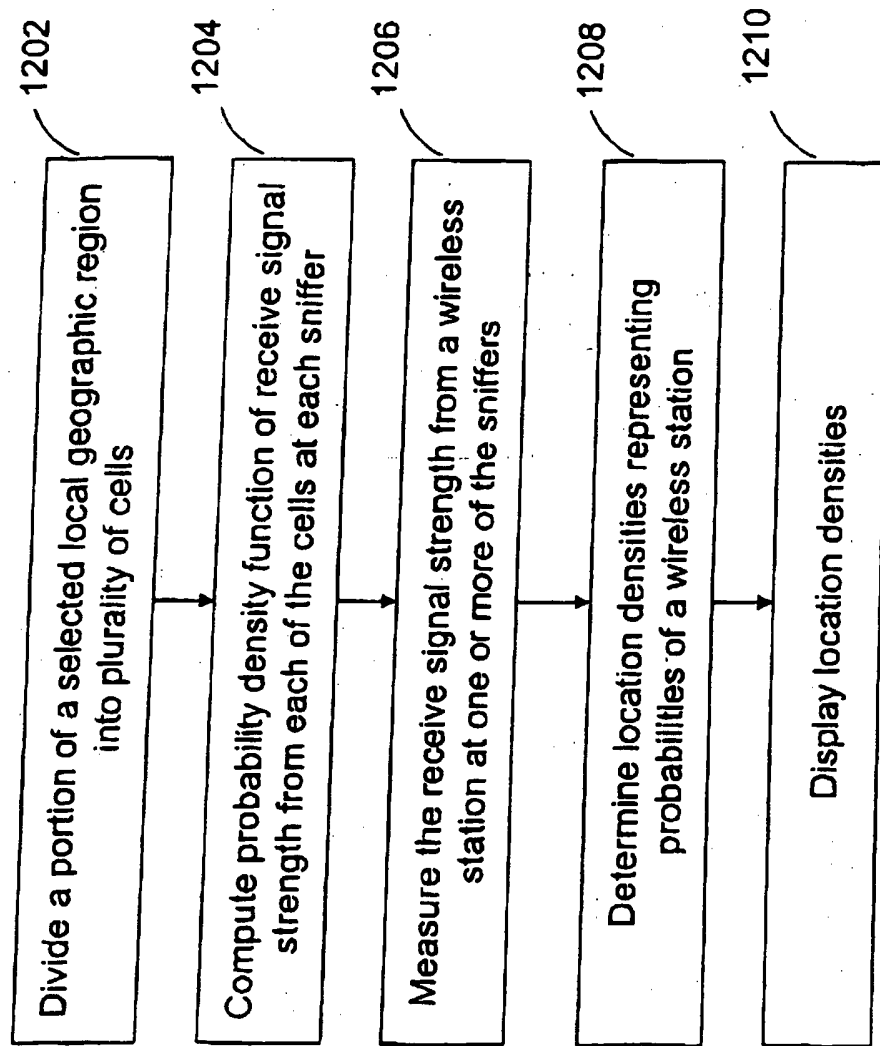 1202
Divide a portion of a selected local geographic region
into plurality of cells
1204
Compute probability density function of receive signal
strength from each of the cells at each sniffer
1206
Measure the receive signal strength from a wireless
station at one or more of the sniffers
1208
Determine location densities representing
probabilities of a wireless station
1210
Display location densities